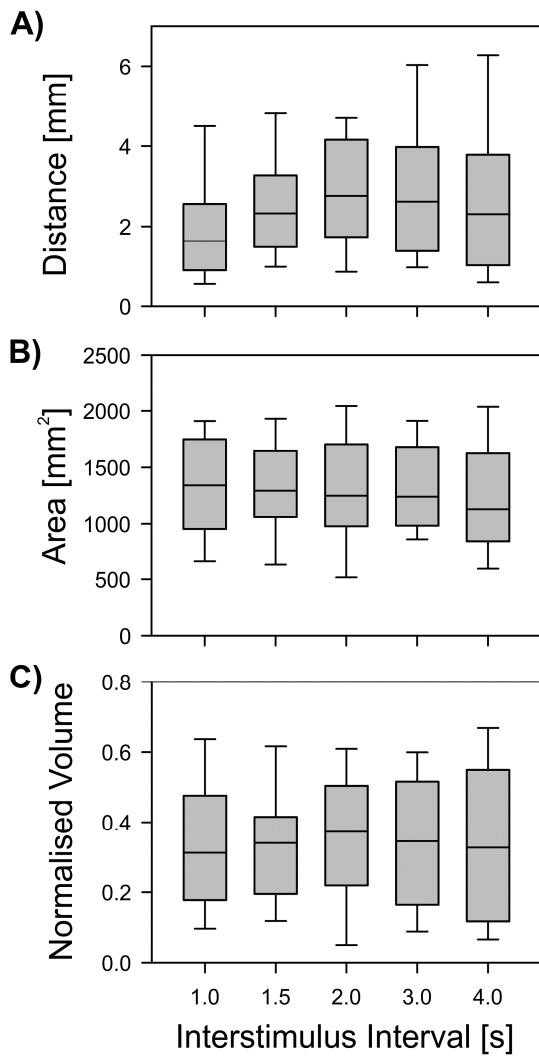 A)
Distance [mm]
6
4
2
0
B)
Area [mm²]
2500
2000
1500
1000
500
0
C)
Normalised Volume
0.8
0.6
0.4
0.2
0.0
1.0 1.5 2.0 3.0 4.0
Interstimulus Interval [s]